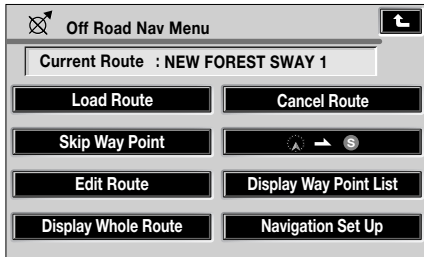 Off Road Nav Menu
Current Route : NEW FOREST SWAY 1
Load Route
Cancel Route
Skip Way Point
S
Edit Route
Display Way Point List
Display Whole Route
Navigation Set Up